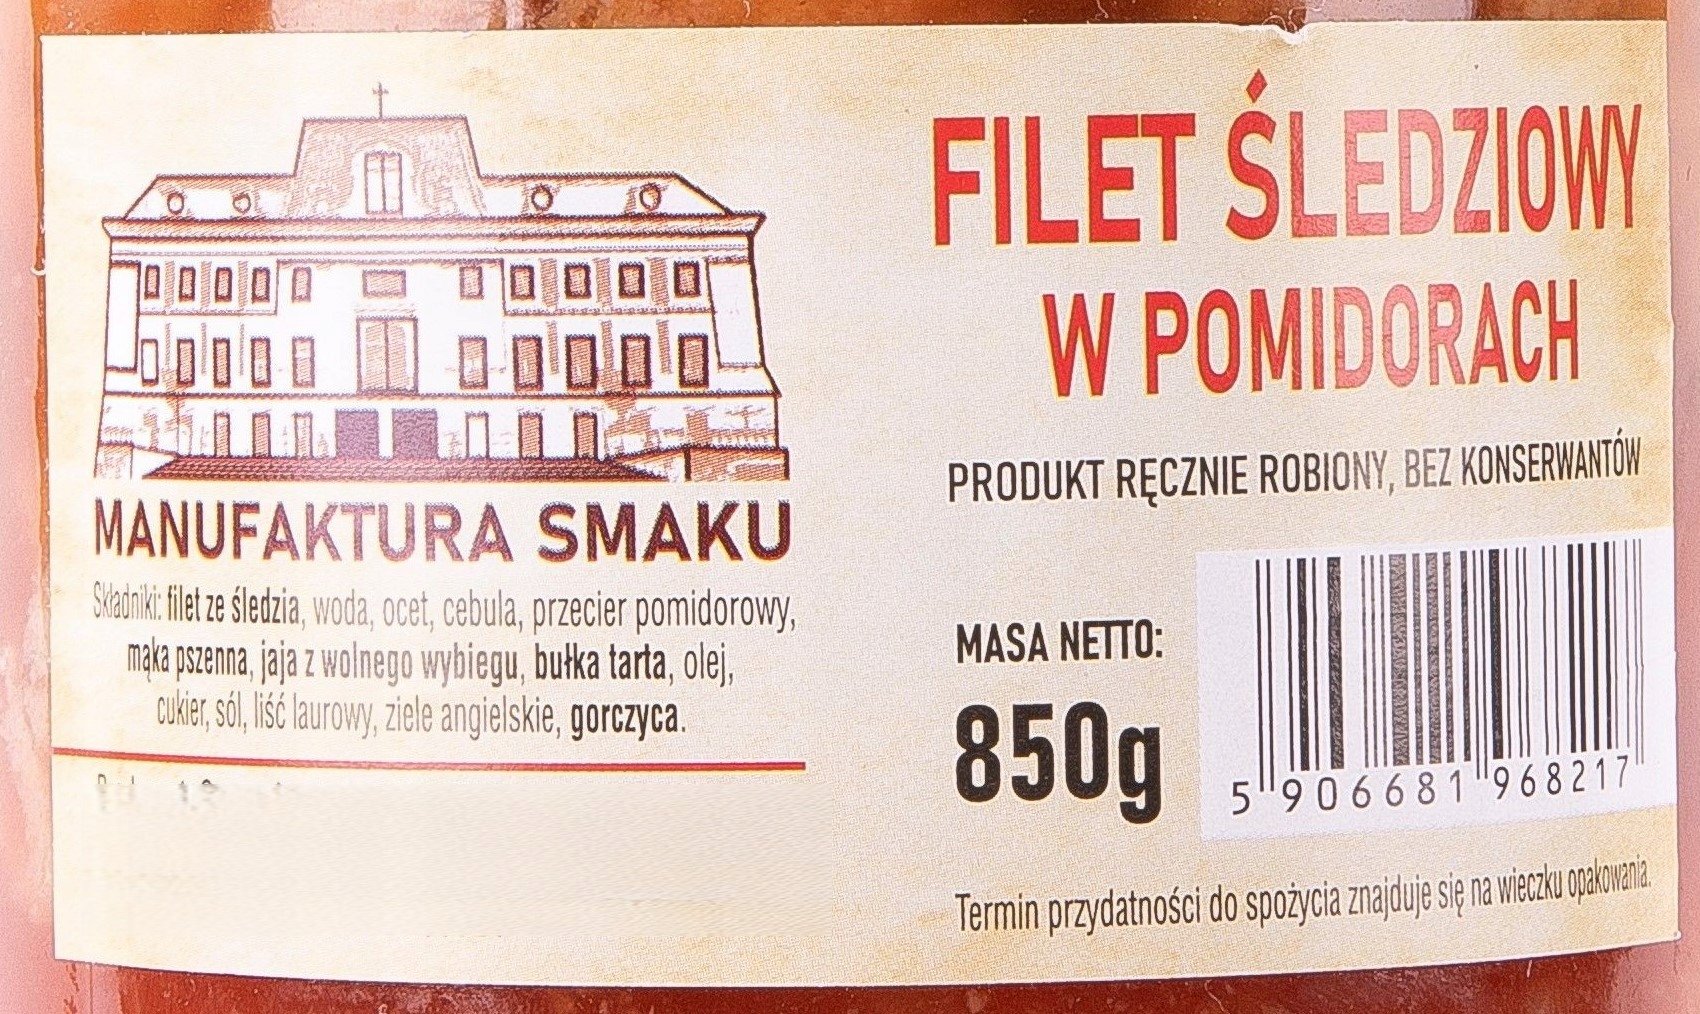 MANUFAKTURA SMAKU
Składniki: filet ze śledzia, woda, ocet, cebula, przecier pomidorowy,
mąka pszenna, jaja z wolnego wybiegu, bułka tarta, olej,
cukier, sól, liść laurowy, ziele angielskie, gorczyca.
FILET ŚLEDZIOWY
W POMIDORACH
PRODUKT RĘCZNIE ROBIONY, BEZ KONSERWANTÓW
MASA NETTO:
850g
5 906681 968217
Termin przydatności do spożycia znajduje się na wieczku opakowania.